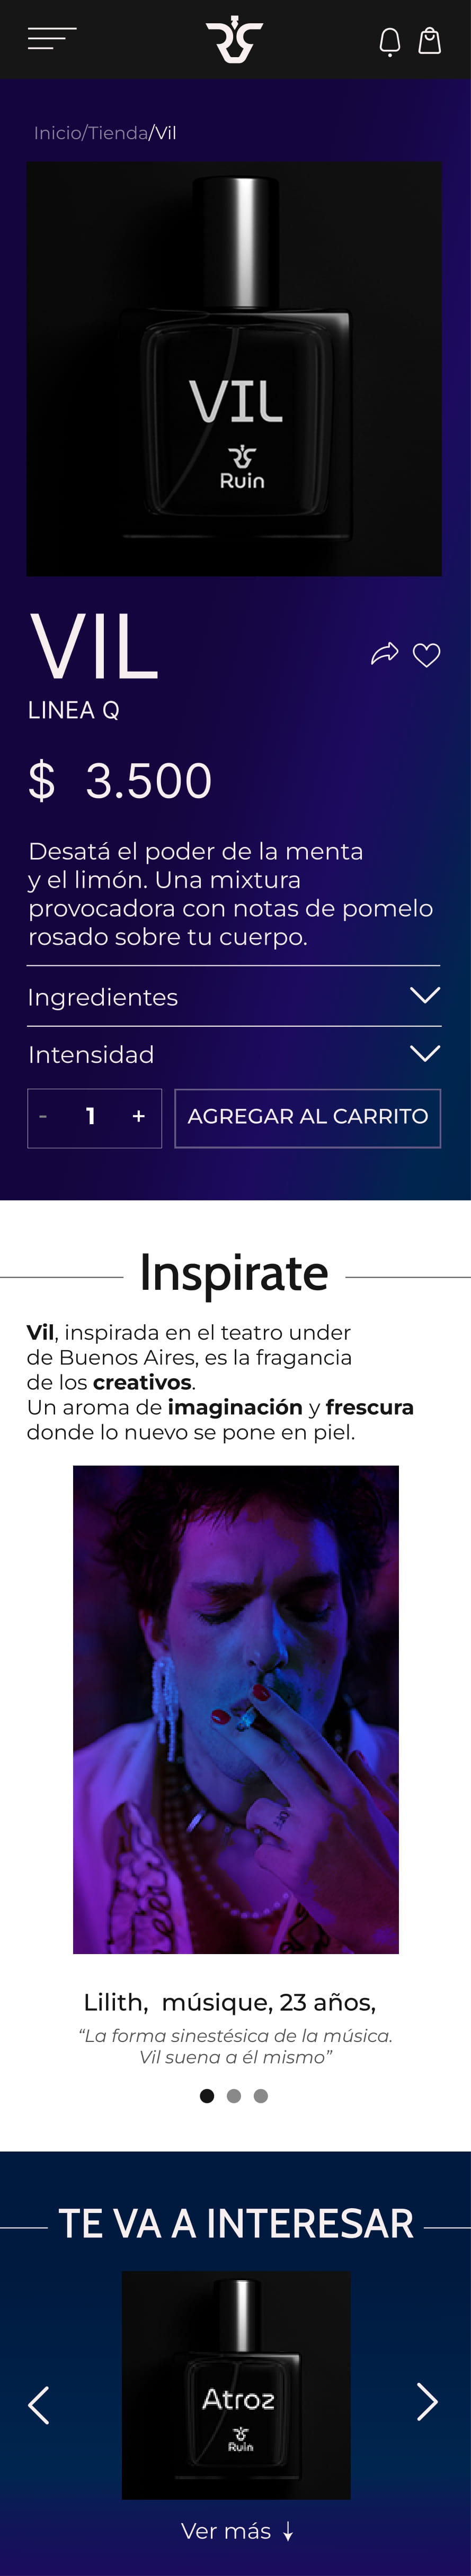 Inicio/Tienda/Vil
VIL
Ruin
VIL
LINEA Q
$ 3.500
Desatá el poder de la menta
y el limón. Una mixtura
provocadora con notas de pomelo
rosado sobre tu cuerpo.
Ingredientes
Intensidad
- 1 +
AGREGAR AL CARRITO
Inspirate
Vil, inspirada en el teatro under
de Buenos Aires, es la fragancia
de los creativos.
Un aroma de imaginación y frescura
donde lo nuevo se pone en piel.
Lilith, músique, 23 años,
“La forma sinestésica de la música.
Vil suena a él mismo”
TE VA A INTERESAR
Atroz
Ruin
Ver más ↓